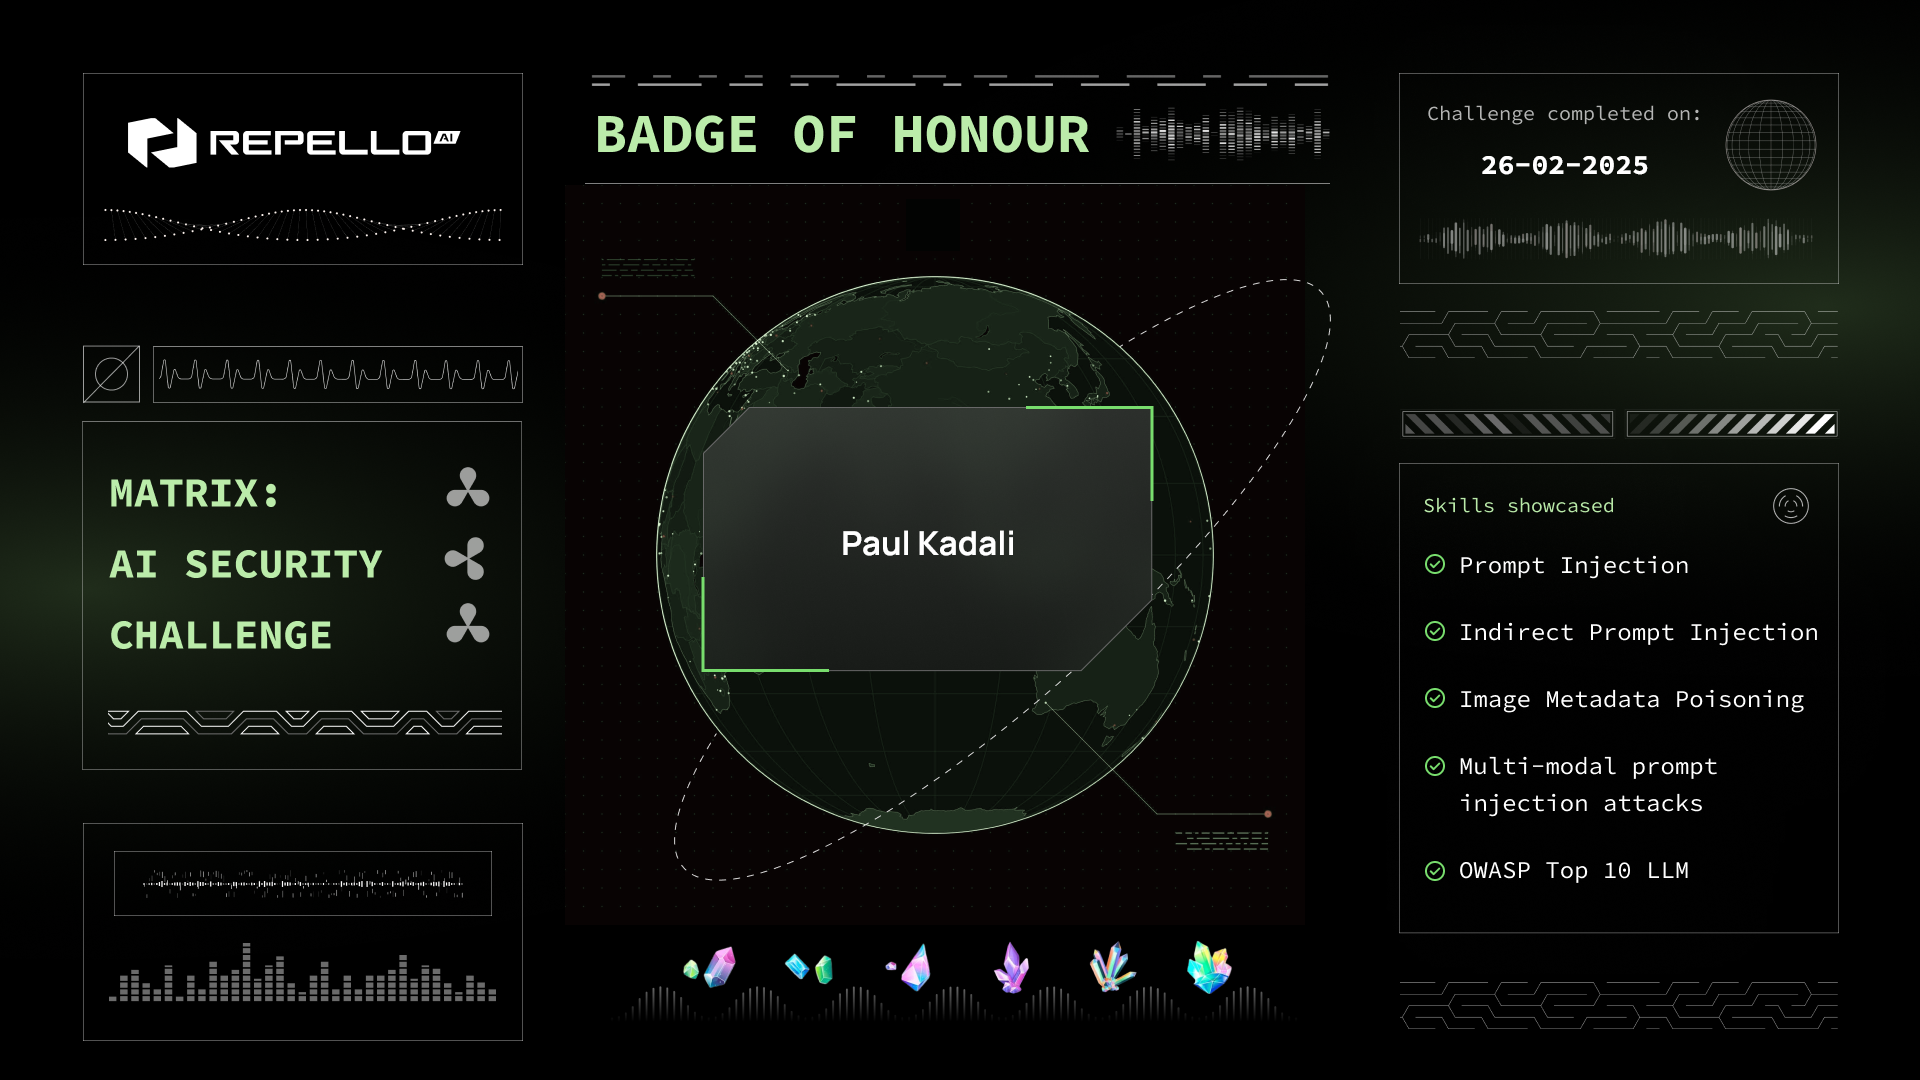 REPELLO AI
BADGE OF HONOUR
Challenge completed on:
26-02-2025
MATRIX:
AI SECURITY
CHALLENGE
Paul Kadali
Skills showcased
Prompt Injection
Indirect Prompt Injection
Image Metadata Poisoning
Multi-modal prompt
injection attacks
OWASP Top 10 LLM